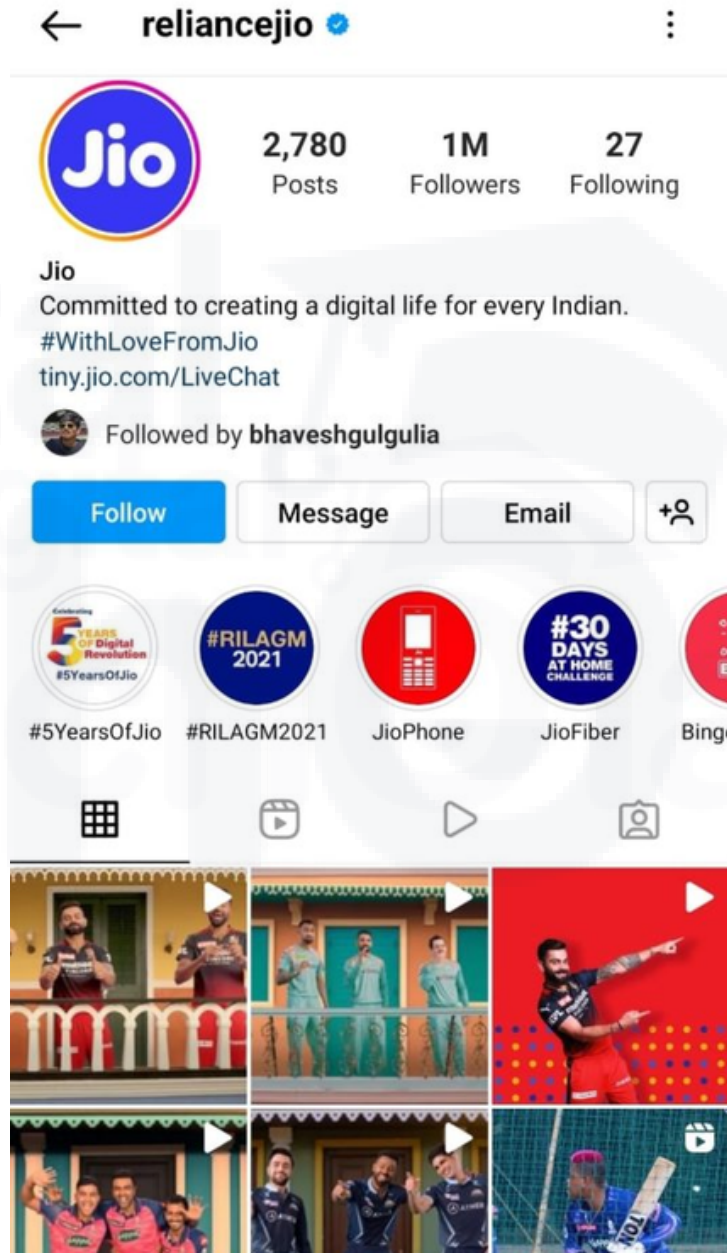 reliancejio
Jio
2,780
Posts
1M
Followers
27
Following
Jio
Committed to creating a digital life for every Indian.
#WithLoveFromJio
tiny.jio.com/LiveChat
Followed by bhaveshgulgulia
Follow
Message
Email
Celebrating
5 YEARS
OF Digital
Revolution
#5YearsOfJio
#RILAGM
2021
#30
DAYS
AT HOME
CHALLENGE
#5YearsOfJio
#RILAGM2021
JioPhone
JioFiber
Bing